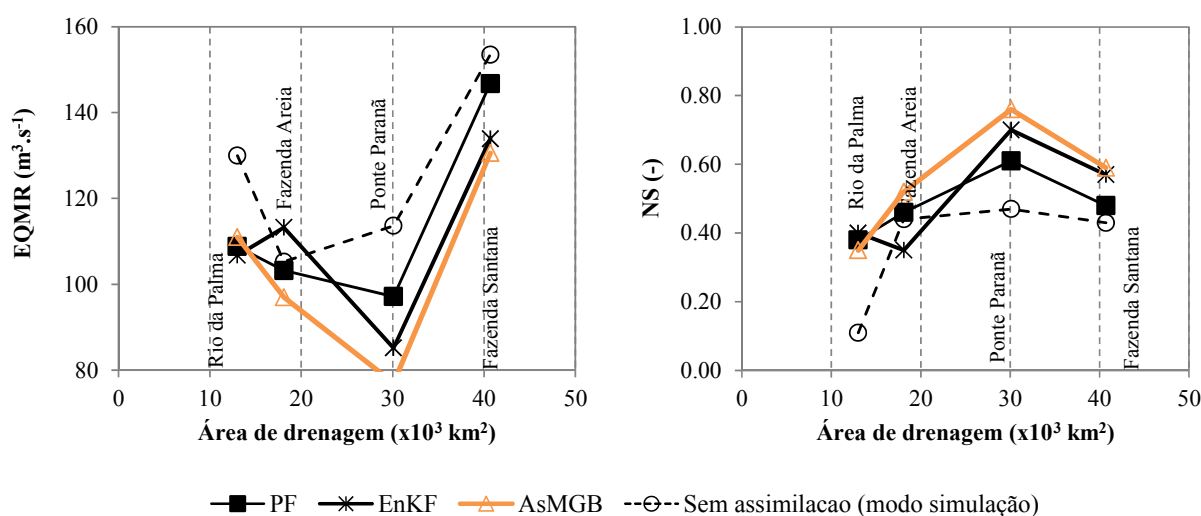 EQMR (m³.s⁻¹)
160
140
120
100
80
0
10
20
30
40
50
Rio da Palma
Fazenda Areia
Ponte Paranã
Fazenda Santana
Área de drenagem (x10³ km²)
NS (-)
1.00
0.80
0.60
0.40
0.20
0.00
0
10
20
30
40
50
Rio da Palma
Fazenda Areia
Ponte Paranã
Fazenda Santana
Área de drenagem (x10³ km²)
PF EnKF AsMGB Sem assimilacao (modo simulação)